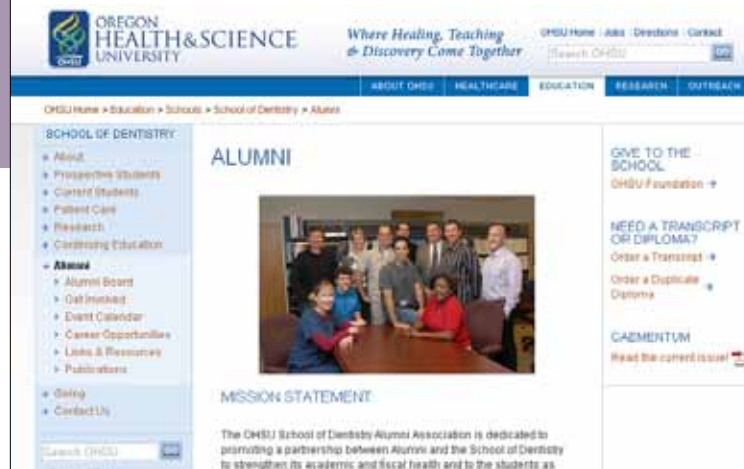 OREGON
HEALTH&SCIENCE
UNIVERSITY
OHSU
Where Healing, Teaching
& Discovery Come Together
OHSU Home Jobs Directions Contact
Search OHSU
GO
ABOUT OHSU HEALTHCARE EDUCATION RESEARCH OUTREACH
OHSU Home > Education > Schools > School of Dentistry > Alumni
SCHOOL OF DENTISTRY
About
Prospective Students
Current Students
Patient Care
Research
Continuing Education
Alumni
Alumni Board
Get Involved
Event Calendar
Career Opportunities
Links & Resources
Publications
Giving
Contact Us
Search OHSU
ALUMNI
MISSION STATEMENT
The OHSU School of Dentistry Alumni Association is dedicated to
promoting a partnership between Alumni and the School of Dentistry
to strengthen its academic and fiscal health and to the students as
GIVE TO THE
SCHOOL
OHSU Foundation →
NEED A TRANSCRIPT
OR DIPLOMA?
Order a Transcript →
Order a Duplicate
Diploma →
CAEMENTUM
Read the current issue!